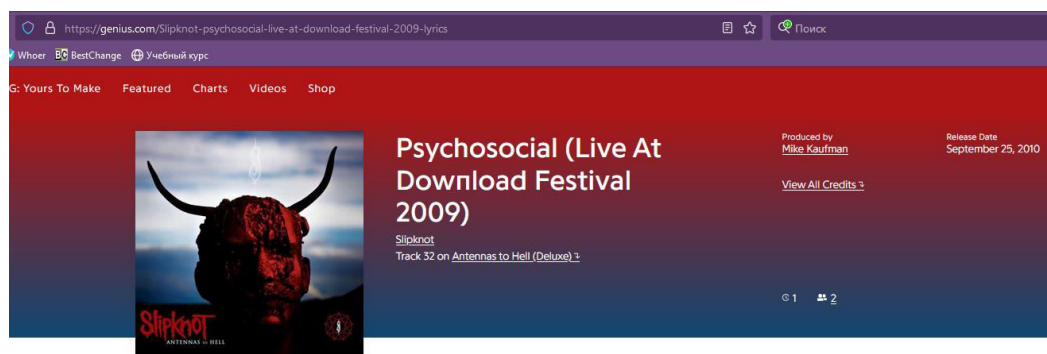 https://genius.com/Slipknot-psychosocial-live-at-download-festival-2009-lyrics
Поиск
Whoer BC BestChange Учебный курс
G: Yours To Make Featured Charts Videos Shop
Psychosocial (Live At
Download Festival
2009)
Slipknot
Track 32 on Antennas to Hell (Deluxe)
Produced by
Mike Kaufman
View All Credits
Release Date
September 25, 2010
1 2
Slipknot
ANTENNAS to HELL